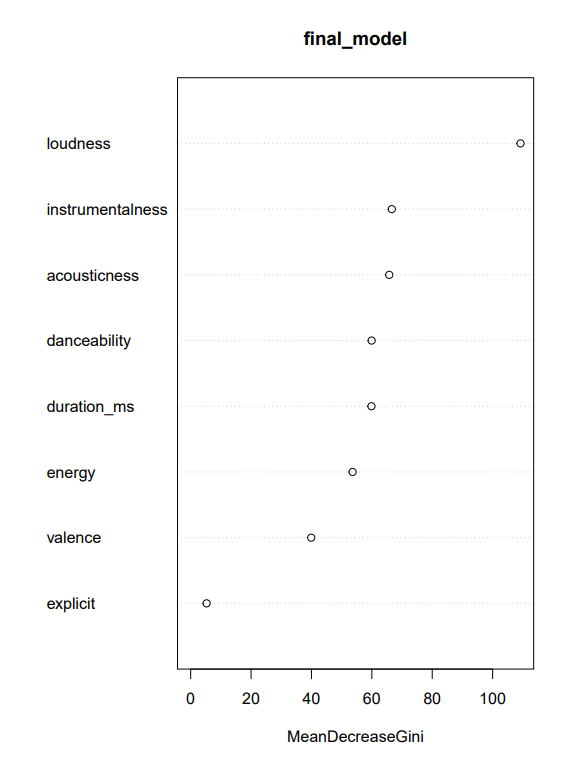 final_model
loudness
instrumentalness
acousticness
danceability
duration_ms
energy
valence
explicit
0 20 40 60 80 100
MeanDecreaseGini